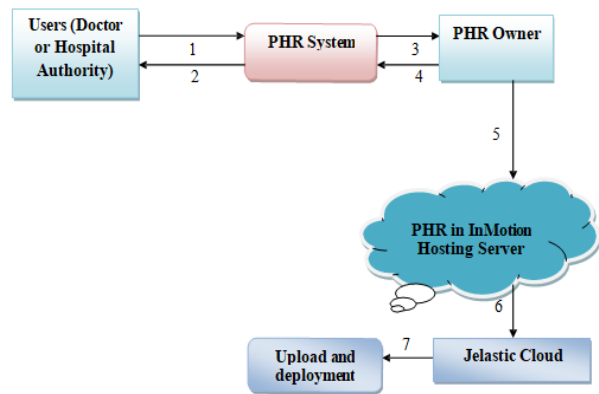 Users (Doctor
or Hospital
Authority)
1
2
PHR System
3
4
PHR Owner
5
PHR in InMotion
Hosting Server
6
Jelastic Cloud
7
Upload and
deployment